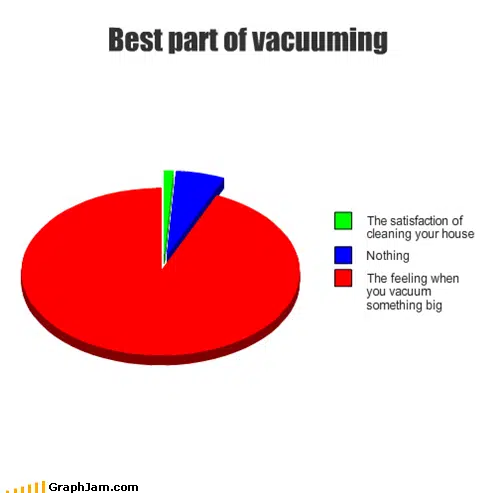 Best part of vacuuming
The satisfaction of
cleaning your house
Nothing
The feeling when
you vacuum
something big
GraphJam.com